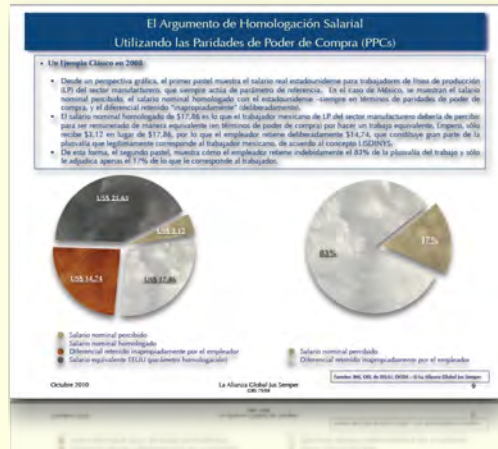 El Argumento de Homologación Salarial
Utilizando las Paridades de Poder de Compra (PPCs)
• Un Ejemplo Clásico en 2008
• Desde un perspectiva gráfica, el primer pastel muestra el salario real estadounidense para trabajadores de línea de producción
(LP) del sector manufacturero, que siempre actúa de parámetro de referencia. En el caso de México, se muestran el salario
nominal percibido, el salario nominal homologado con el estadounidense –siempre en términos de paridades de poder de
compra, y el diferencial retenido "inapropiadamente" (deliberadamente).
• El salario nominal homologado de $17,86 es lo que el trabajador mexicano de LP del sector manufacturero debería de percibir
para ser remunerado de manera equivalente (en términos de poder de compra) por hacer un trabajo equivalente. Empero, sólo
recibe $3,12 en lugar de $17,86, por lo que el empleador retiene deliberadamente $14,74, que constituye gran parte de la
plusvalía que legítimamente corresponde al trabajador mexicano, de acuerdo al concepto LISDINYS.
• De esta forma, el segundo pastel, muestra cómo el empleador retiene indebidamente el 83% de la plusvalía del trabajo y sólo
le adjudica apenas el 17% de lo que le corresponde al trabajador.
US$ 3,12
US$ 14,74
US$ 17,86
83%
17%
Salario nominal percibido
Salario nominal homologado
Diferencial retenido inapropiadamente por el empleador
Salario equivalente EEUU (parámetro homologación)
Salario nominal percibido
Diferencial retenido inapropiadamente por el empleador
Octubre 2010
La Alianza Global Jus Semper
9